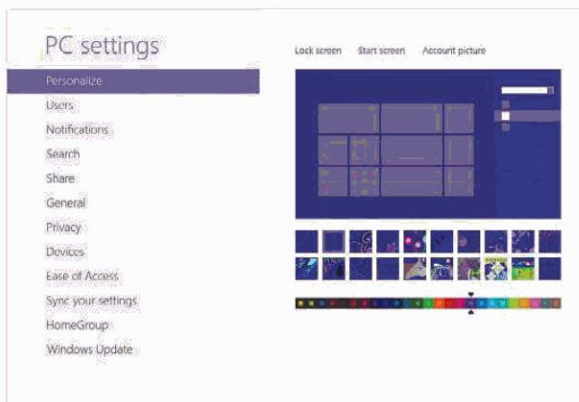 PC settings
Personalize
Users
Notifications
Search
Share
General
Privacy
Devices
Ease of Access
Sync your settings
HomeGroup
Windows Update
Lock screen Start screen Account picture